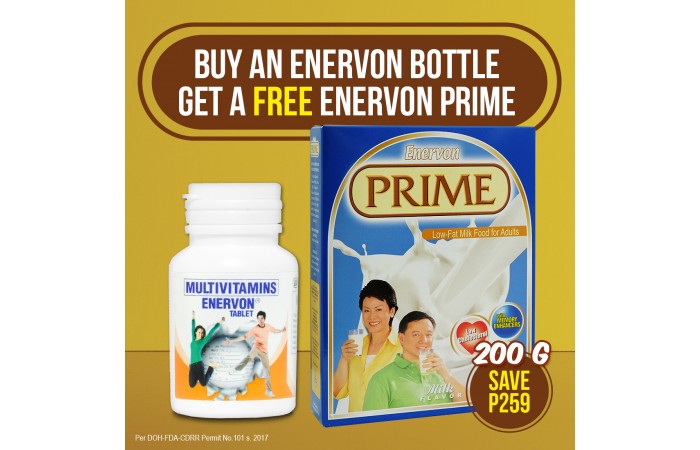 BUY AN ENERVON BOTTLE
GET A FREE ENERVON PRIME
Enervon
PRIME
Low-Fat Milk Food for Adults
MULTIVITAMINS
ENERVON®
TABLET
Low
Cholesterol
MEMORY
ENHANCERS
Milk
FLAVOR
200 G
SAVE
P259
Per DOH-FDA-CDRR Permit No.101 s. 2017